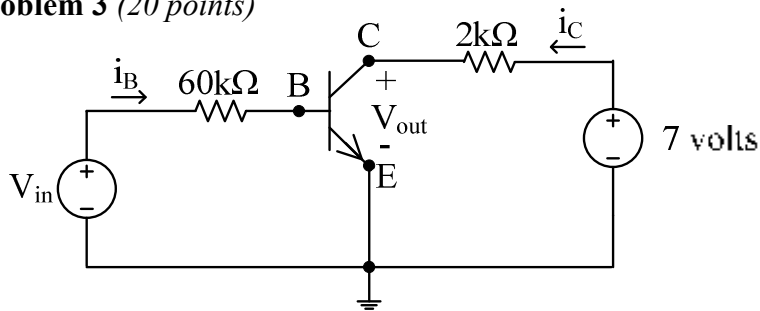 oblem 3 (20 points)
C
2kΩ
iC
iB
60kΩ
B
+
Vout
-
E
+
-
7 volts
Vin
+
-